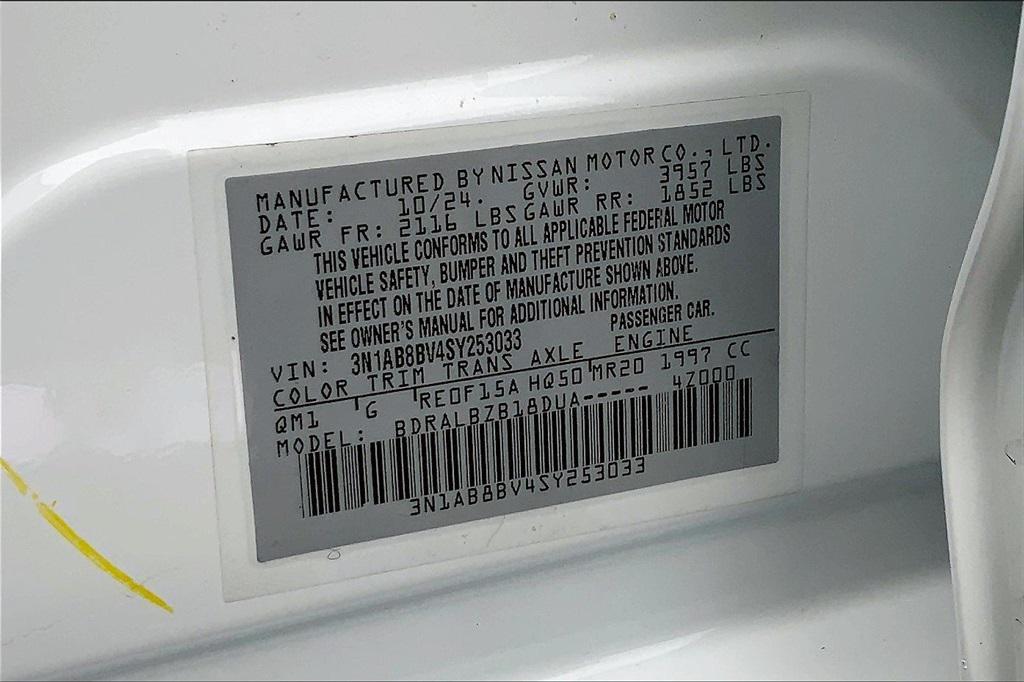 MANUFACTURED BY NISSAN MOTOR CO., LTD.
DATE: 10/24. GVWR: 3957 LBS
GAWR FR: 2116 LBS GAWR RR: 1852 LBS
THIS VEHICLE CONFORMS TO ALL APPLICABLE FEDERAL MOTOR
VEHICLE SAFETY, BUMPER AND THEFT PREVENTION STANDARDS
IN EFFECT ON THE DATE OF MANUFACTURE SHOWN ABOVE.
SEE OWNER'S MANUAL FOR ADDITIONAL INFORMATION.
VIN: 3N1AB8BV4SY253033 PASSENGER CAR.
COLOR TRIM TRANS AXLE ENGINE
QM1 G RE0F15A HQ50 MR20 1997 CC
MODEL: BDRALBZB18DUA----- 47000
3N1AB8BV4SY253033